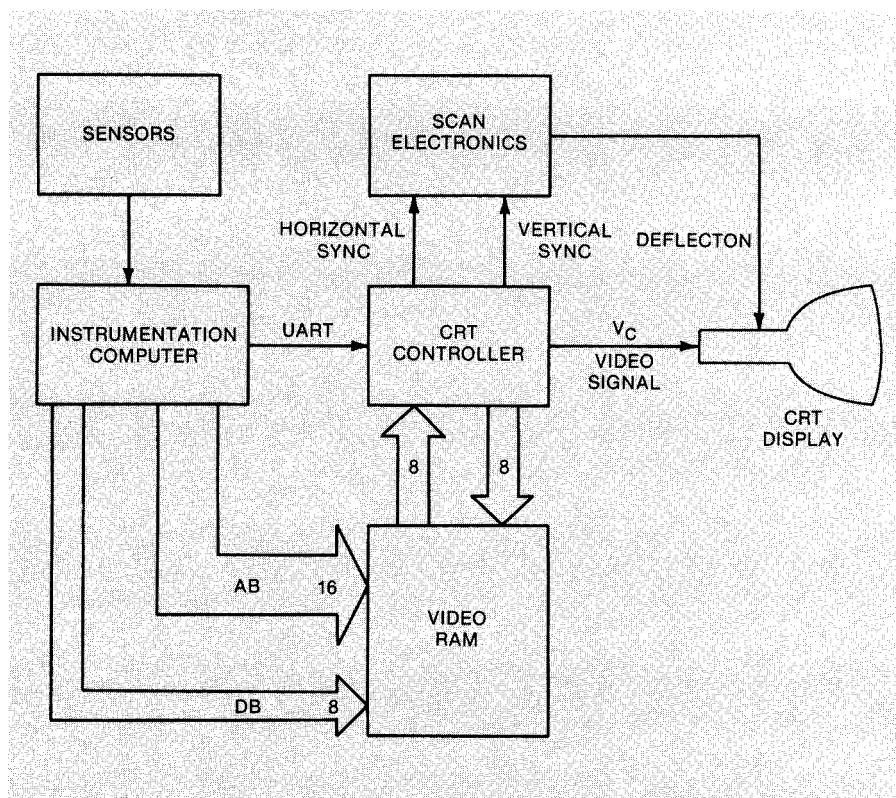 SENSORS
SCAN
ELECTRONICS
HORIZONTAL
SYNC
VERTICAL
SYNC
DEFLECTON
INSTRUMENTATION
COMPUTER
UART
CRT
CONTROLLER
VC
VIDEO
SIGNAL
CRT
DISPLAY
8
8
AB 16
VIDEO
RAM
DB 8